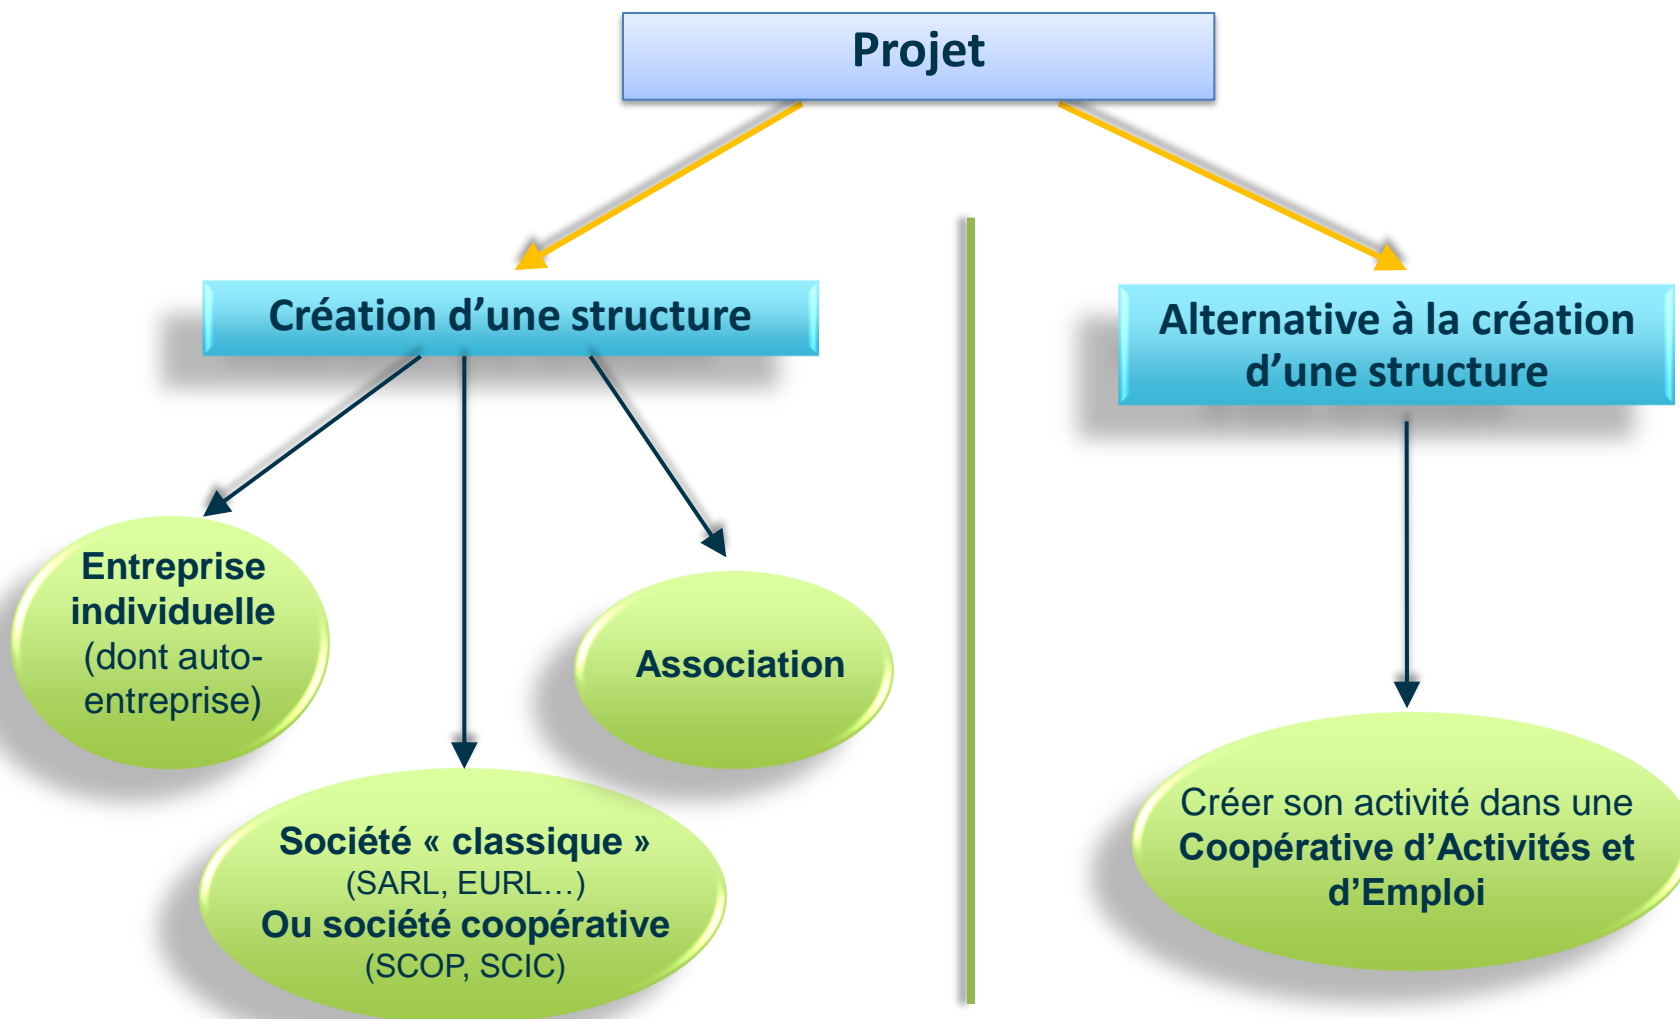 Projet
Création d’une structure
Alternative à la création
d’une structure
Entreprise
individuelle
(dont auto-
entreprise)
Association
Société « classique »
(SARL, EURL…)
Ou société coopérative
(SCOP, SCIC)
Créer son activité dans une
Coopérative d’Activités et
d’Emploi